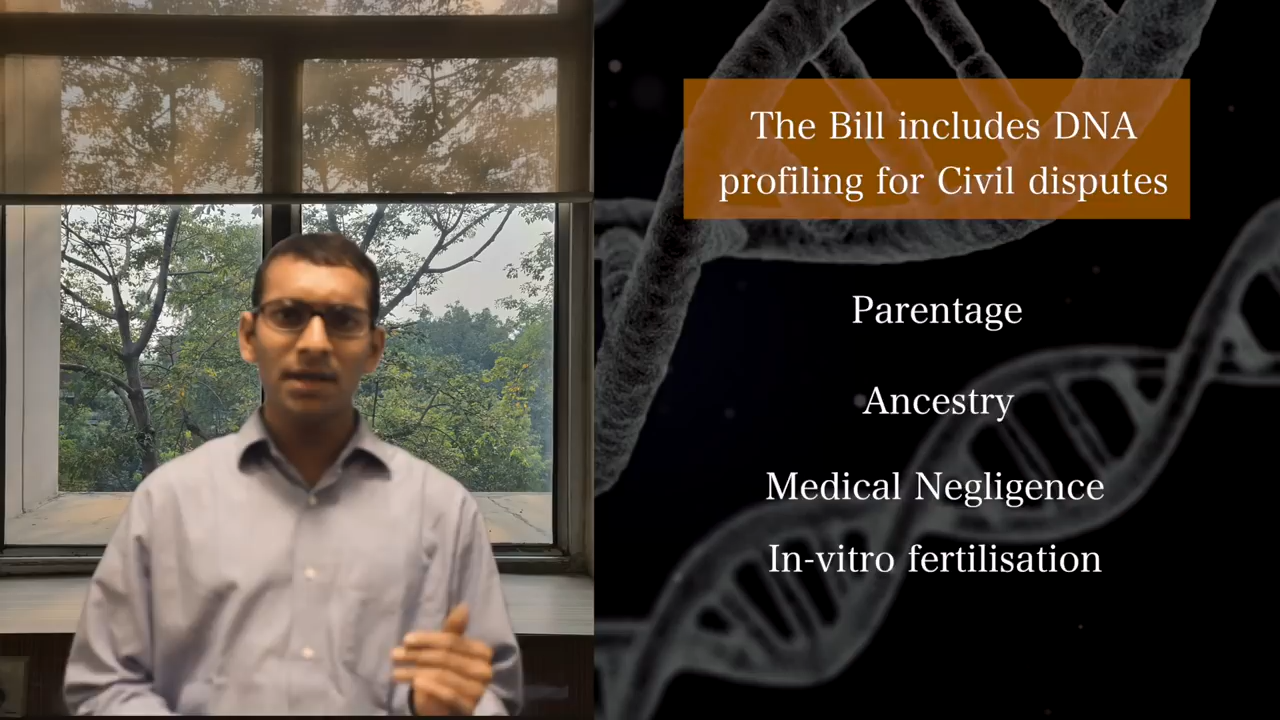 The Bill includes DNA
profiling for Civil disputes
Parentage
Ancestry
Medical Negligence
In-vitro fertilisation